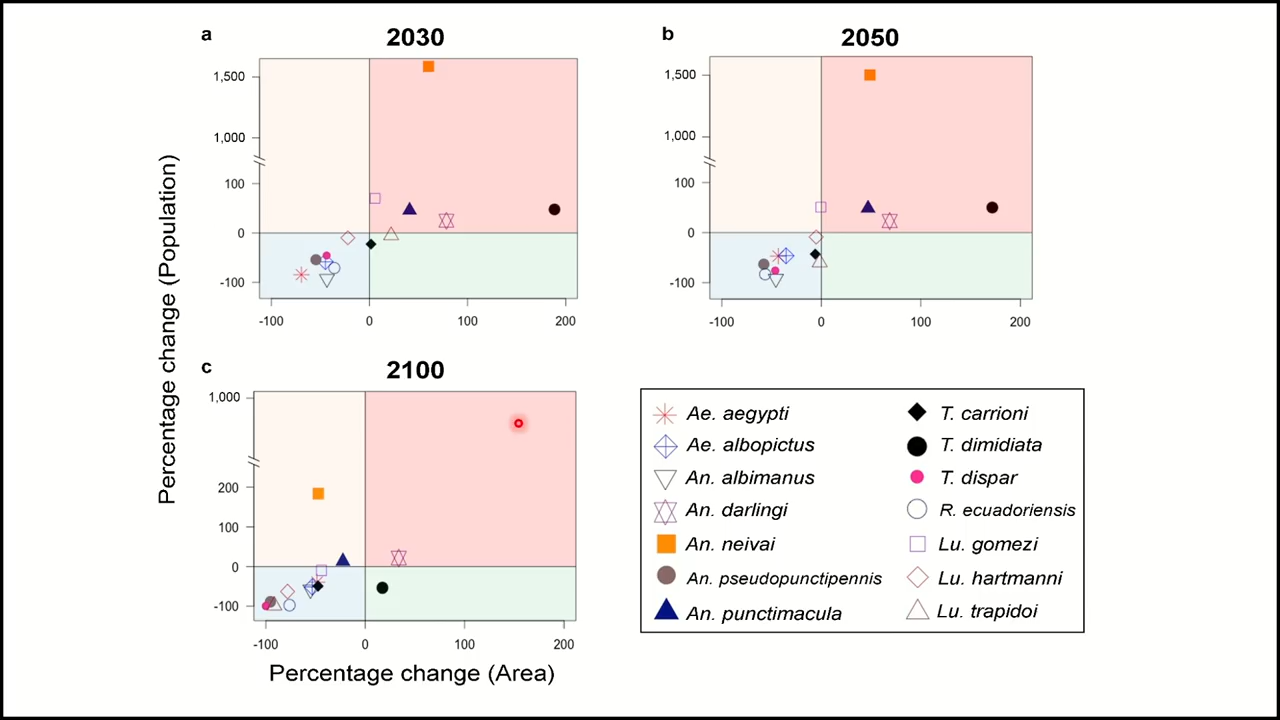 a
2030
b
2050
1,500
1,000
100
0
-100
-100
0
100
200
1,500
1,000
100
0
-100
-100
0
100
200
Percentage change (Population)
c
2100
1,000
200
100
0
-100
-100
0
100
200
Percentage change (Area)
Ae. aegypti
Ae. albopictus
An. albimanus
An. darlingi
An. neivai
An. pseudopunctipennis
An. punctimacula
T. carrioni
T. dimidiata
T. dispar
R. ecuadoriensis
Lu. gomezi
Lu. hartmanni
Lu. trapidoi